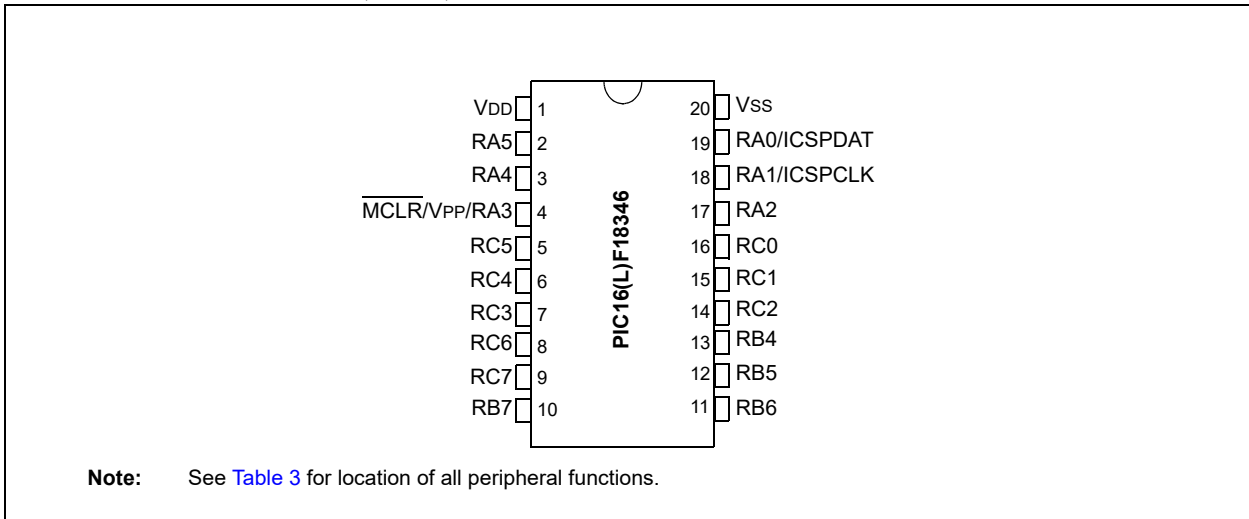 VDD 1 20 VSS
RA5 2 19 RA0/ICSPDAT
RA4 3 18 RA1/ICSPCLK
MCLR/VPP/RA3 4 17 RA2
RC5 5 16 RC0
RC4 6 15 RC1
RC3 7 14 RC2
RC6 8 13 RB4
RC7 9 12 RB5
RB7 10 11 RB6
PIC16(L)F18346
Note: See Table 3 for location of all peripheral functions.